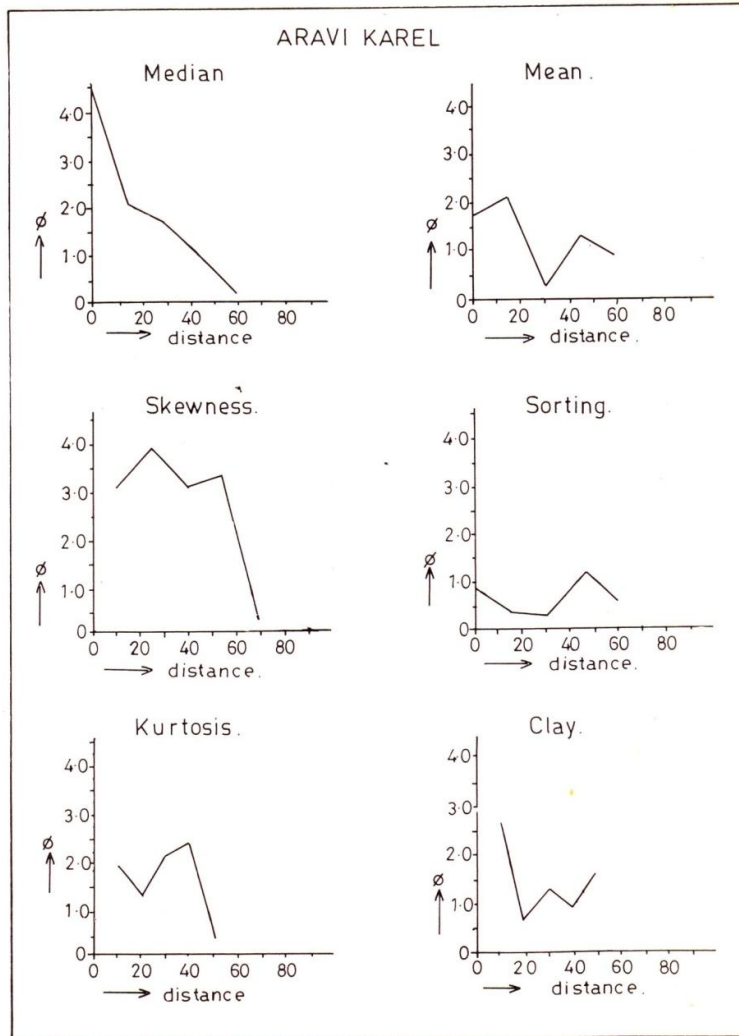 ARAVI KAREL
Median
4·0
3·0
2·0
1·0
0
ø
0 20 40 60 80
distance
Mean.
4·0
3·0
2·0
1·0
0
ø
0 20 40 60 80
distance.
Skewness.
4·0
3·0
2·0
1·0
0
ø
0 20 40 60 80
distance.
Sorting.
4·0
3·0
2·0
1·0
0
ø
0 20 40 60 80
distance.
Kurtosis.
4·0
3·0
2·0
1·0
0
ø
0 20 40 60 80
distance
Clay.
4·0
3·0
2·0
1·0
0
ø
0 20 40 60 80
distance.